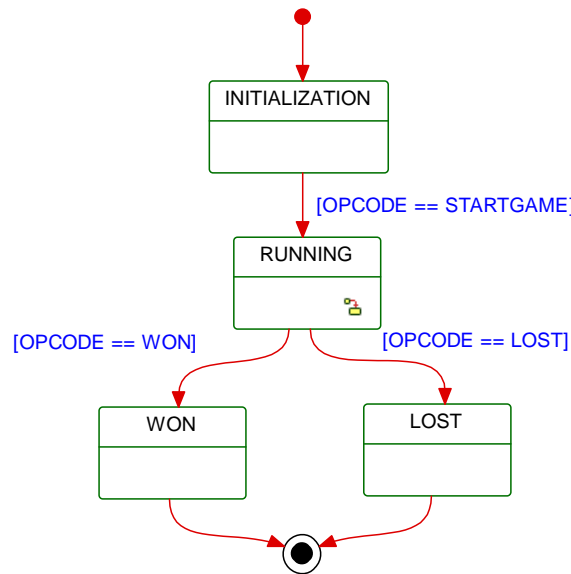 INITIALIZATION
[OPCODE == STARTGAME]
RUNNING
[OPCODE == WON]
[OPCODE == LOST]
WON
LOST